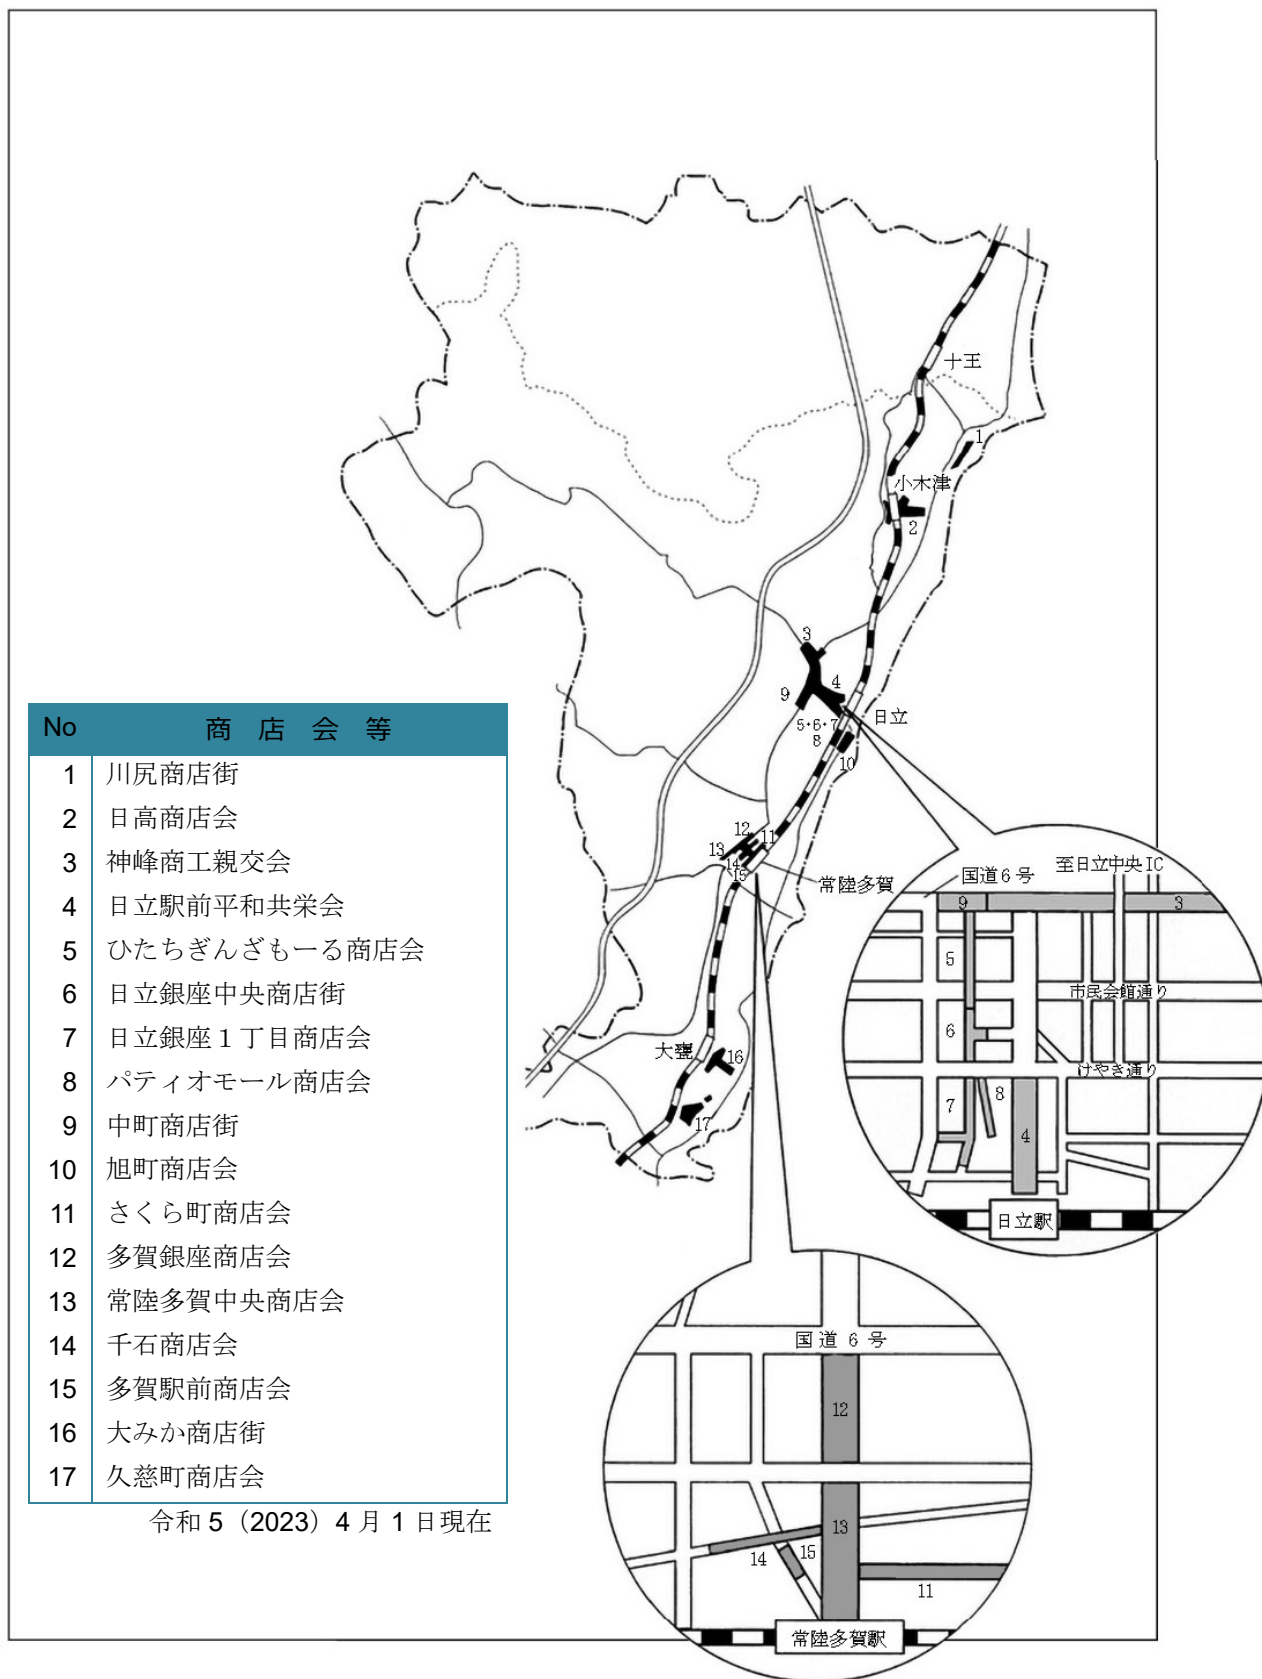 十王
1
小木津
2
3
4
9
日立
5・6・7
8
10
12
11
13
14
15
常陸多賀
大甕
16
17
No 商店会等
1 川尻商店街
2 日高商店会
3 神峰商工親交会
4 日立駅前平和共栄会
5 ひたちぎんざもーる商店会
6 日立銀座中央商店街
7 日立銀座１丁目商店会
8 パティオモール商店会
9 中町商店街
10 旭町商店会
11 さくら町商店会
12 多賀銀座商店会
13 常陸多賀中央商店会
14 千石商店会
15 多賀駅前商店会
16 大みか商店街
17 久慈町商店会
令和 5（2023）4 月 1 日現在
国道６号
至日立中央IC
9
3
5
市民会館通り
6
けやき通り
7
8
4
日立駅
国道 6 号
12
13
14
15
11
常陸多賀駅